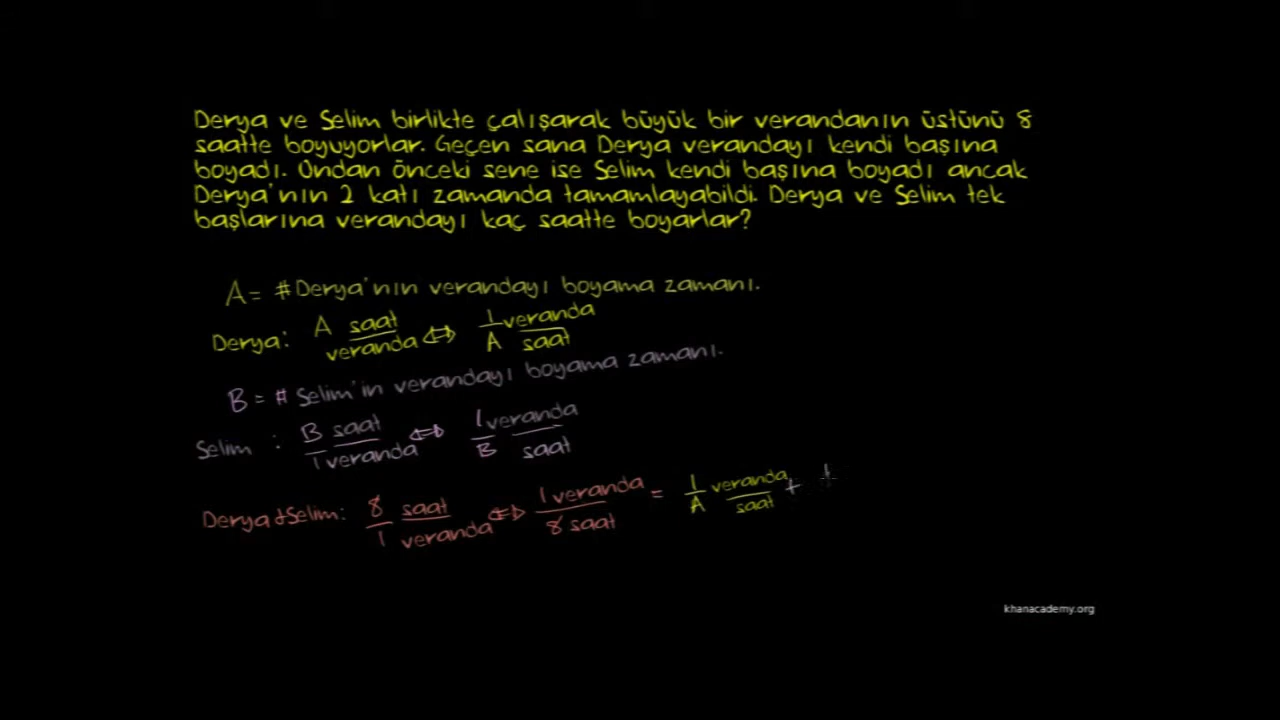 Derya ve Selim birlikte çalışarak büyük bir verandanın üstünü 8
saatte boyuyorlar. Geçen sana Derya verandayı kendi başına
boyadı. Ondan önceki sene ise Selim kendi başına boyadı ancak
Derya'nın 2 katı zamanda tamamlayabildi. Derya ve Selim tek
başlarına verandayı kaç saatte boyarlar?
A = # Derya'nın verandayı boyama zamanı.
Derya: A saat/veranda ⇔ 1/A veranda/saat
B = # Selim'in verandayı boyama zamanı.
Selim : B/1 saat/veranda ⇔ 1/B veranda/saat
Derya+Selim: 8/1 saat/veranda ⇔ 1 veranda/8 saat = 1/A veranda/saat +
khanacademy.org